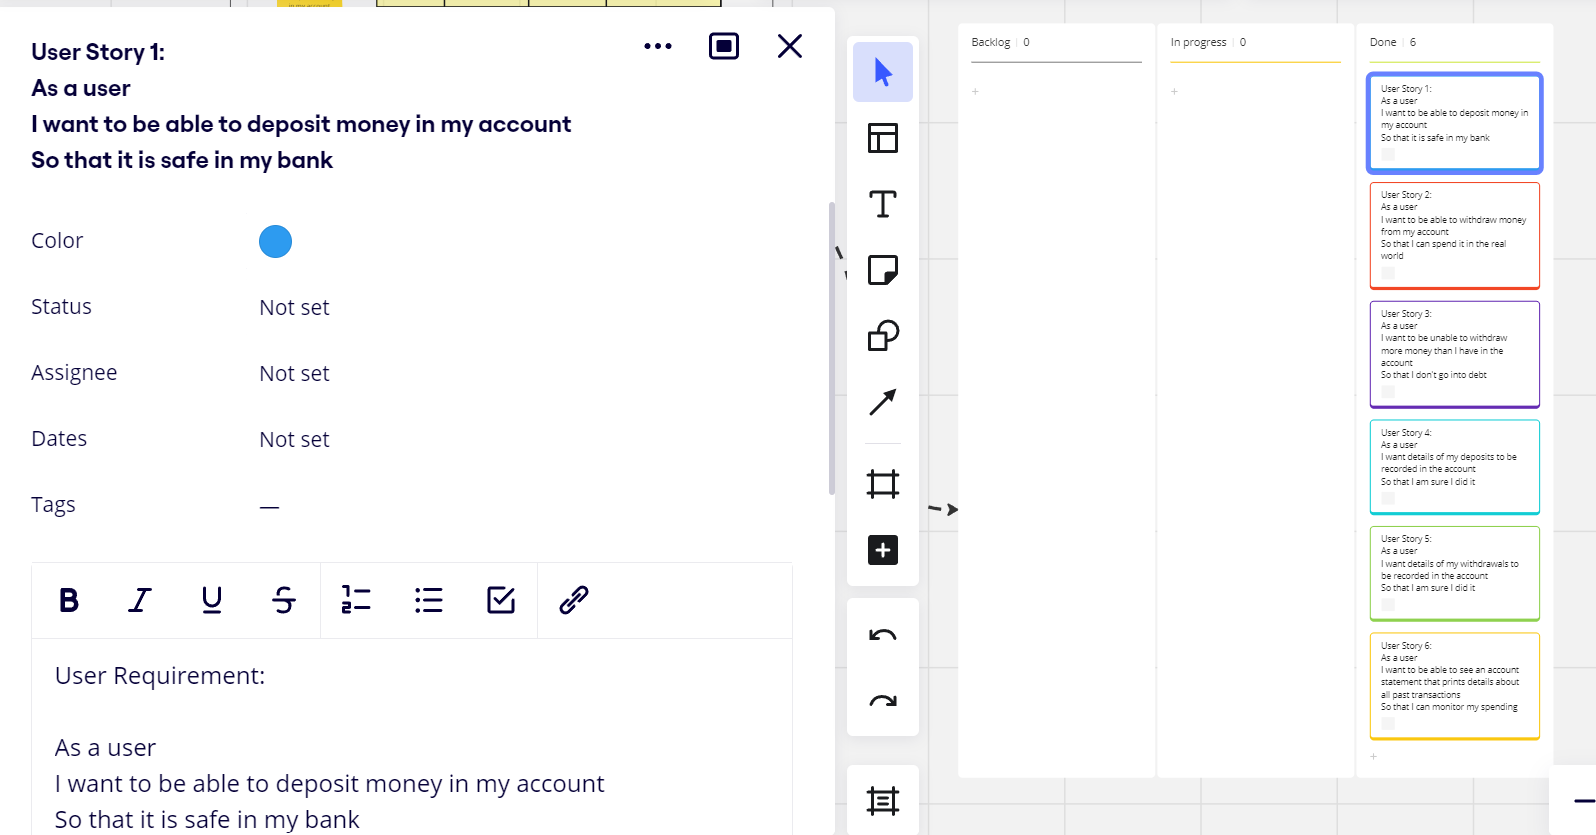 in my account
User Story 1:
As a user
I want to be able to deposit money in my account
So that it is safe in my bank
Color
Status Not set
Assignee Not set
Dates Not set
Tags —
B I U S
User Requirement:
As a user
I want to be able to deposit money in my account
So that it is safe in my bank
T
Backlog 0
+
In progress 0
+
Done 6
User Story 1:
As a user
I want to be able to deposit money in
my account
So that it is safe in my bank
User Story 2:
As a user
I want to be able to withdraw money
from my account
So that I can spend it in the real
world
User Story 3:
As a user
I want to be unable to withdraw
more money than I have in the
account
So that I don't go into debt
User Story 4:
As a user
I want details of my deposits to be
recorded in the account
So that I am sure I did it
User Story 5:
As a user
I want details of my withdrawals to
be recorded in the account
So that I am sure I did it
User Story 6:
As a user
I want to be able to see an account
statement that prints details about
all past transactions
So that I can monitor my spending
+